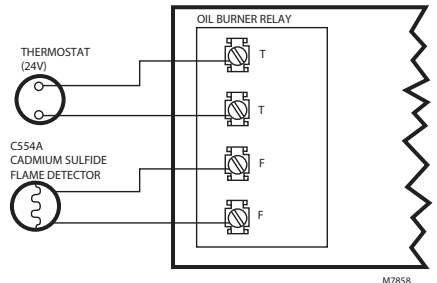 OIL BURNER RELAY
THERMOSTAT
(24V)
T
T
C554A
CADMIUM SULFIDE
FLAME DETECTOR
F
F
M7858